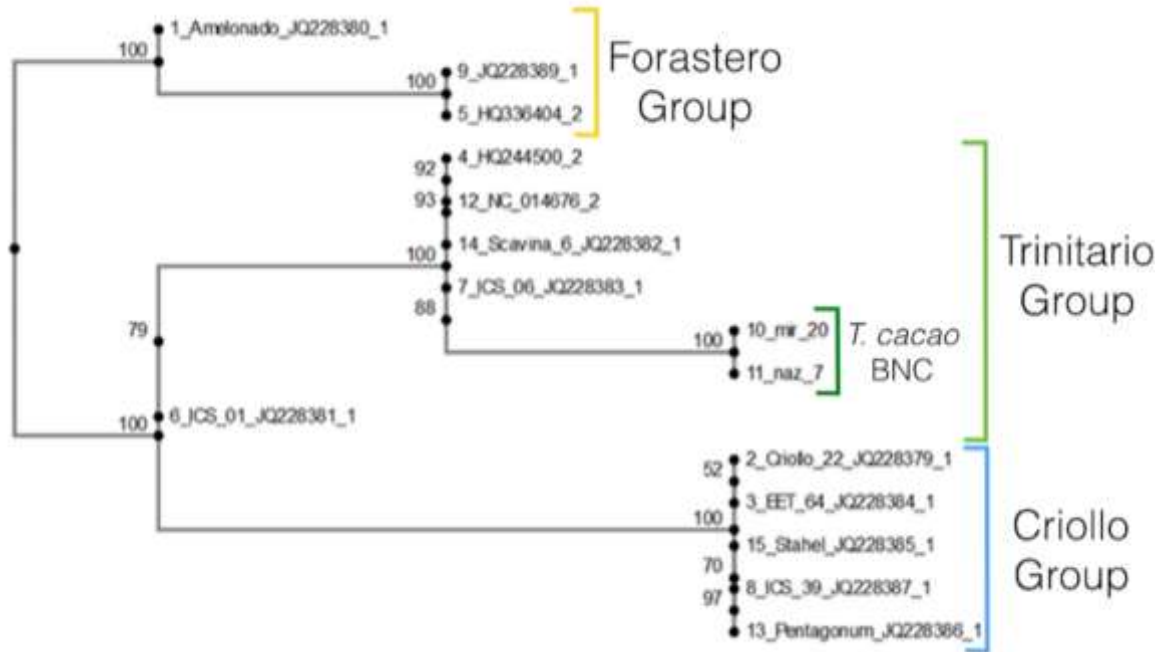 1_Amelonado_JQ228380_1
100
9_JQ228389_1
100
5_HQ336404_2
Forastero
Group
4_HQ244500_2
92
12_NC_014676_2
93
14_Scavina_6_JQ228382_1
100
7_ICS_06_JQ228383_1
88
10_mir_20
100
11_naz_7
T. cacao
BNC
Trinitario
Group
79
6_ICS_01_JQ228381_1
100
2_Criollo_22_JQ228379_1
52
3_EET_64_JQ228384_1
100
15_Stahel_JQ228385_1
70
8_ICS_39_JQ228387_1
97
13_Pentagonum_JQ228386_1
Criollo
Group